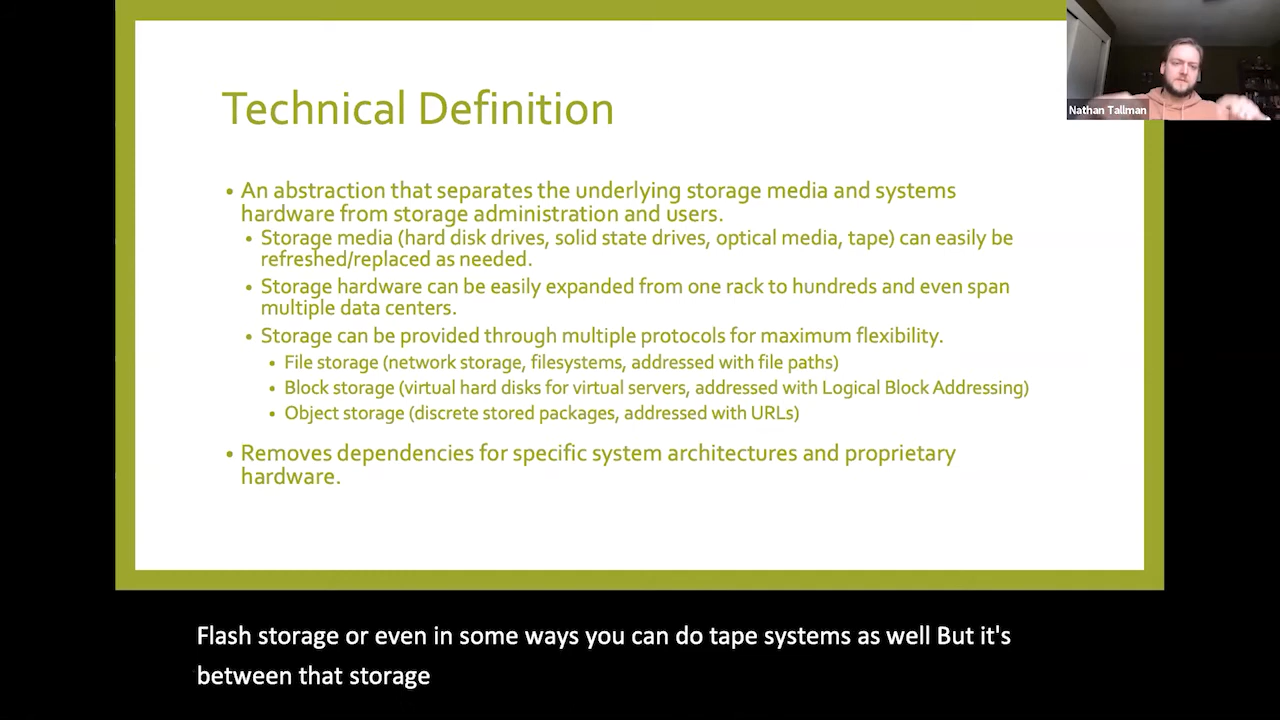 Technical Definition
• An abstraction that separates the underlying storage media and systems
hardware from storage administration and users.
• Storage media (hard disk drives, solid state drives, optical media, tape) can easily be
refreshed/replaced as needed.
• Storage hardware can be easily expanded from one rack to hundreds and even span
multiple data centers.
• Storage can be provided through multiple protocols for maximum flexibility.
• File storage (network storage, filesystems, addressed with file paths)
• Block storage (virtual hard disks for virtual servers, addressed with Logical Block Addressing)
• Object storage (discrete stored packages, addressed with URLs)
• Removes dependencies for specific system architectures and proprietary
hardware.
Nathan Tallman
Flash storage or even in some ways you can do tape systems as well But it's
between that storage